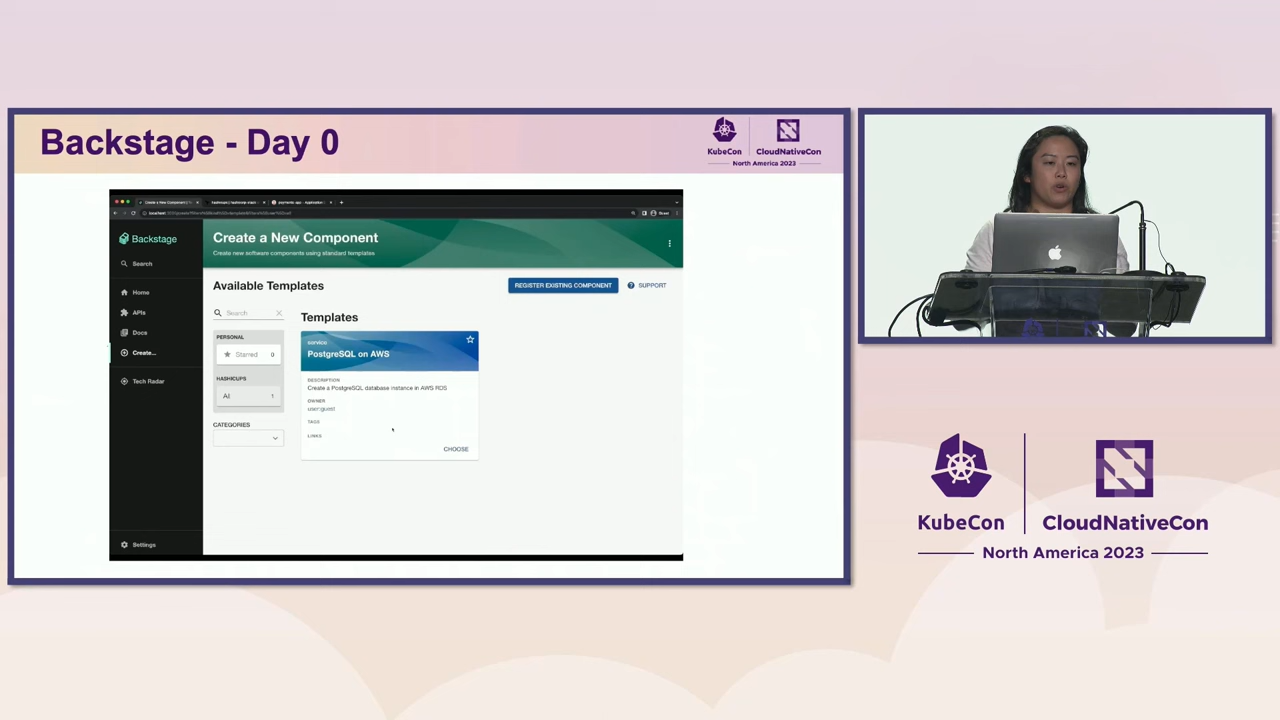 Backstage - Day 0
KubeCon
CloudNativeCon
North America 2023
Backstage
Search
Home
APIs
Docs
Create...
Tech Radar
Settings
Create a New Component
Create new software components using standard templates
Available Templates
REGISTER EXISTING COMPONENT
SUPPORT
Search
PERSONAL
Starred 0
HASHICUPS
All 1
CATEGORIES
Templates
service
PostgreSQL on AWS
DESCRIPTION
Create a PostgreSQL database instance in AWS RDS
OWNER
user:guest
TAGS
LINKS
CHOOSE
KubeCon
CloudNativeCon
North America 2023